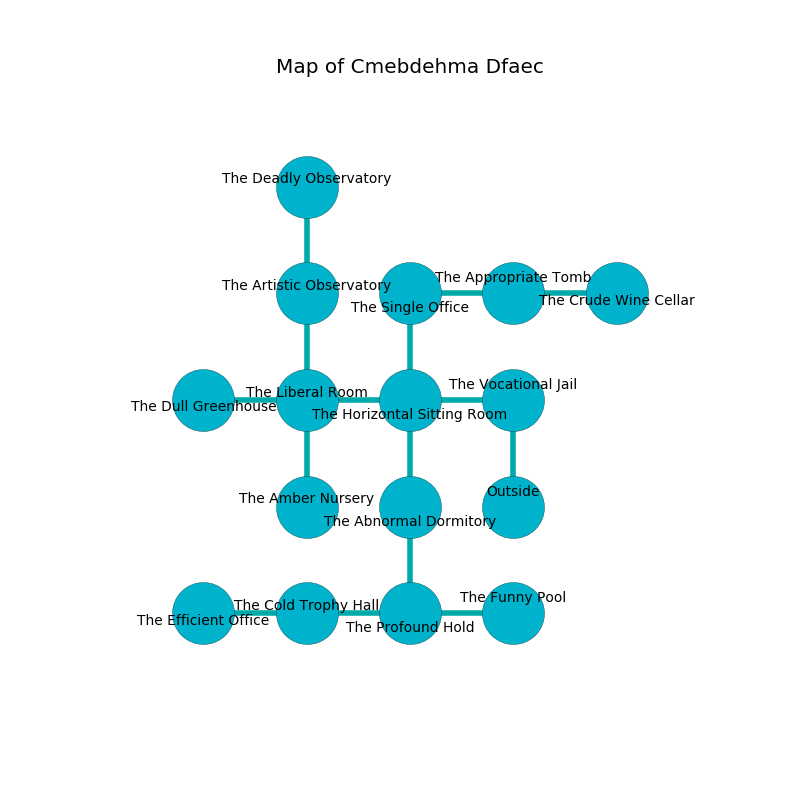 Map of Cmebdehma Dfaec
The Deadly Observatory
The Appropriate Tomb
The Artistic Observatory
The Crude Wine Cellar
The Single Office
The Vocational Jail
The Liberal Room
The Dull Greenhouse
The Horizontal Sitting Room
Outside
The Amber Nursery
The Abnormal Dormitory
The Funny Pool
The Cold Trophy Hall
The Efficient Office
The Profound Hold